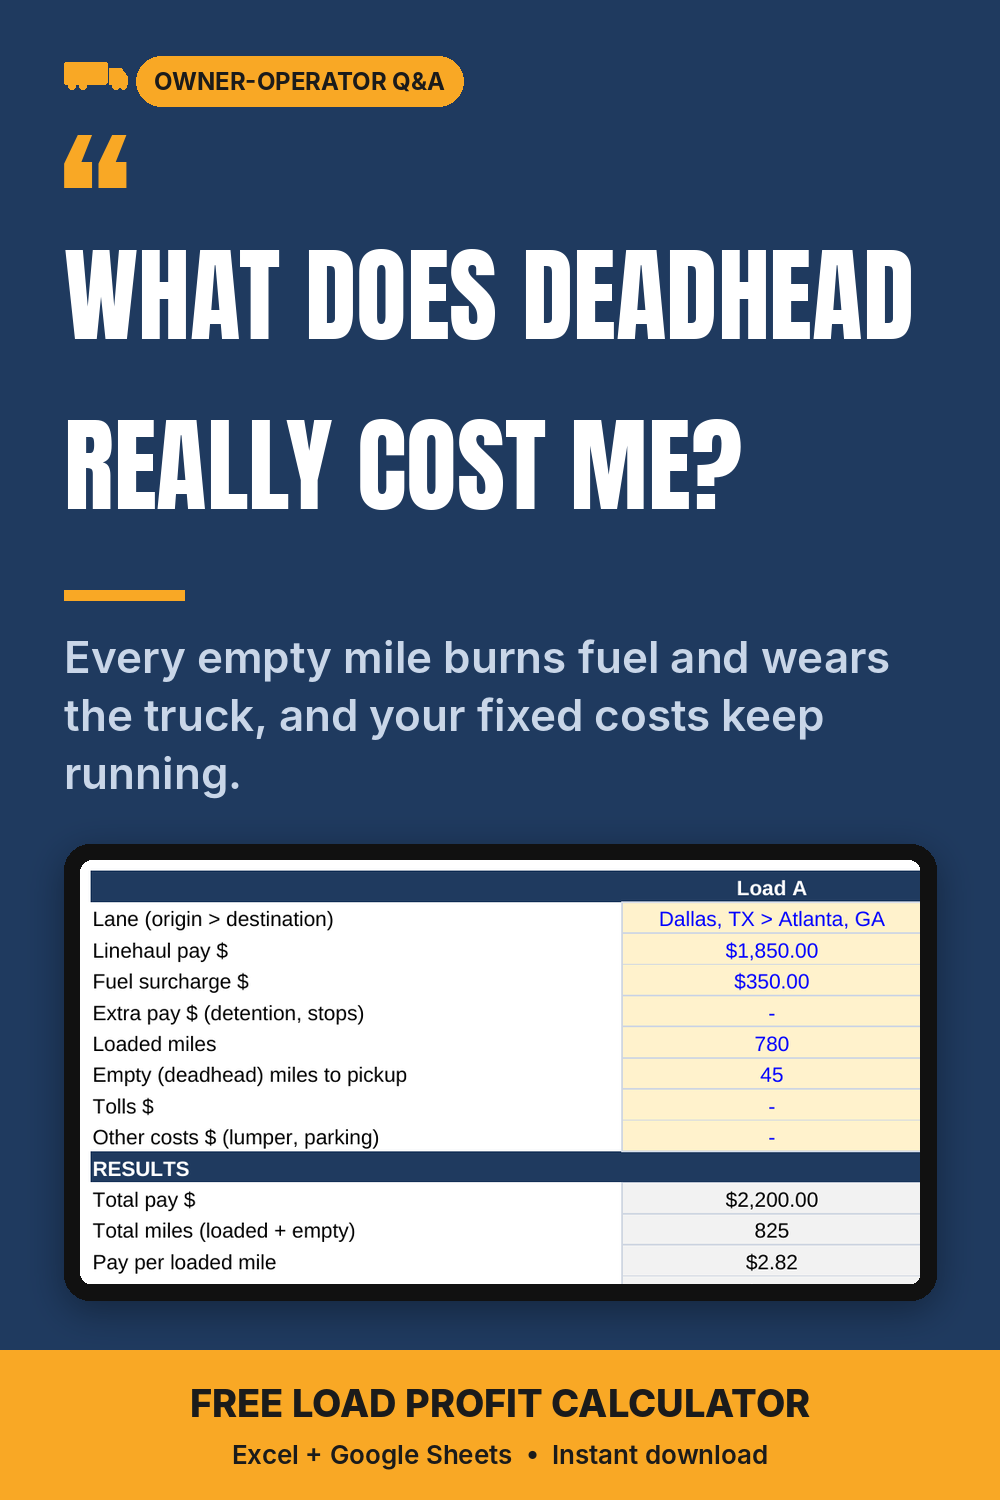 OWNER-OPERATOR Q&A
“
WHAT DOES DEADHEAD
REALLY COST ME?
Every empty mile burns fuel and wears
the truck, and your fixed costs keep
running.
Load A
Lane (origin > destination) Dallas, TX > Atlanta, GA
Linehaul pay $ $1,850.00
Fuel surcharge $ $350.00
Extra pay $ (detention, stops) -
Loaded miles 780
Empty (deadhead) miles to pickup 45
Tolls $ -
Other costs $ (lumper, parking) -
RESULTS
Total pay $ $2,200.00
Total miles (loaded + empty) 825
Pay per loaded mile $2.82
FREE LOAD PROFIT CALCULATOR
Excel + Google Sheets • Instant download